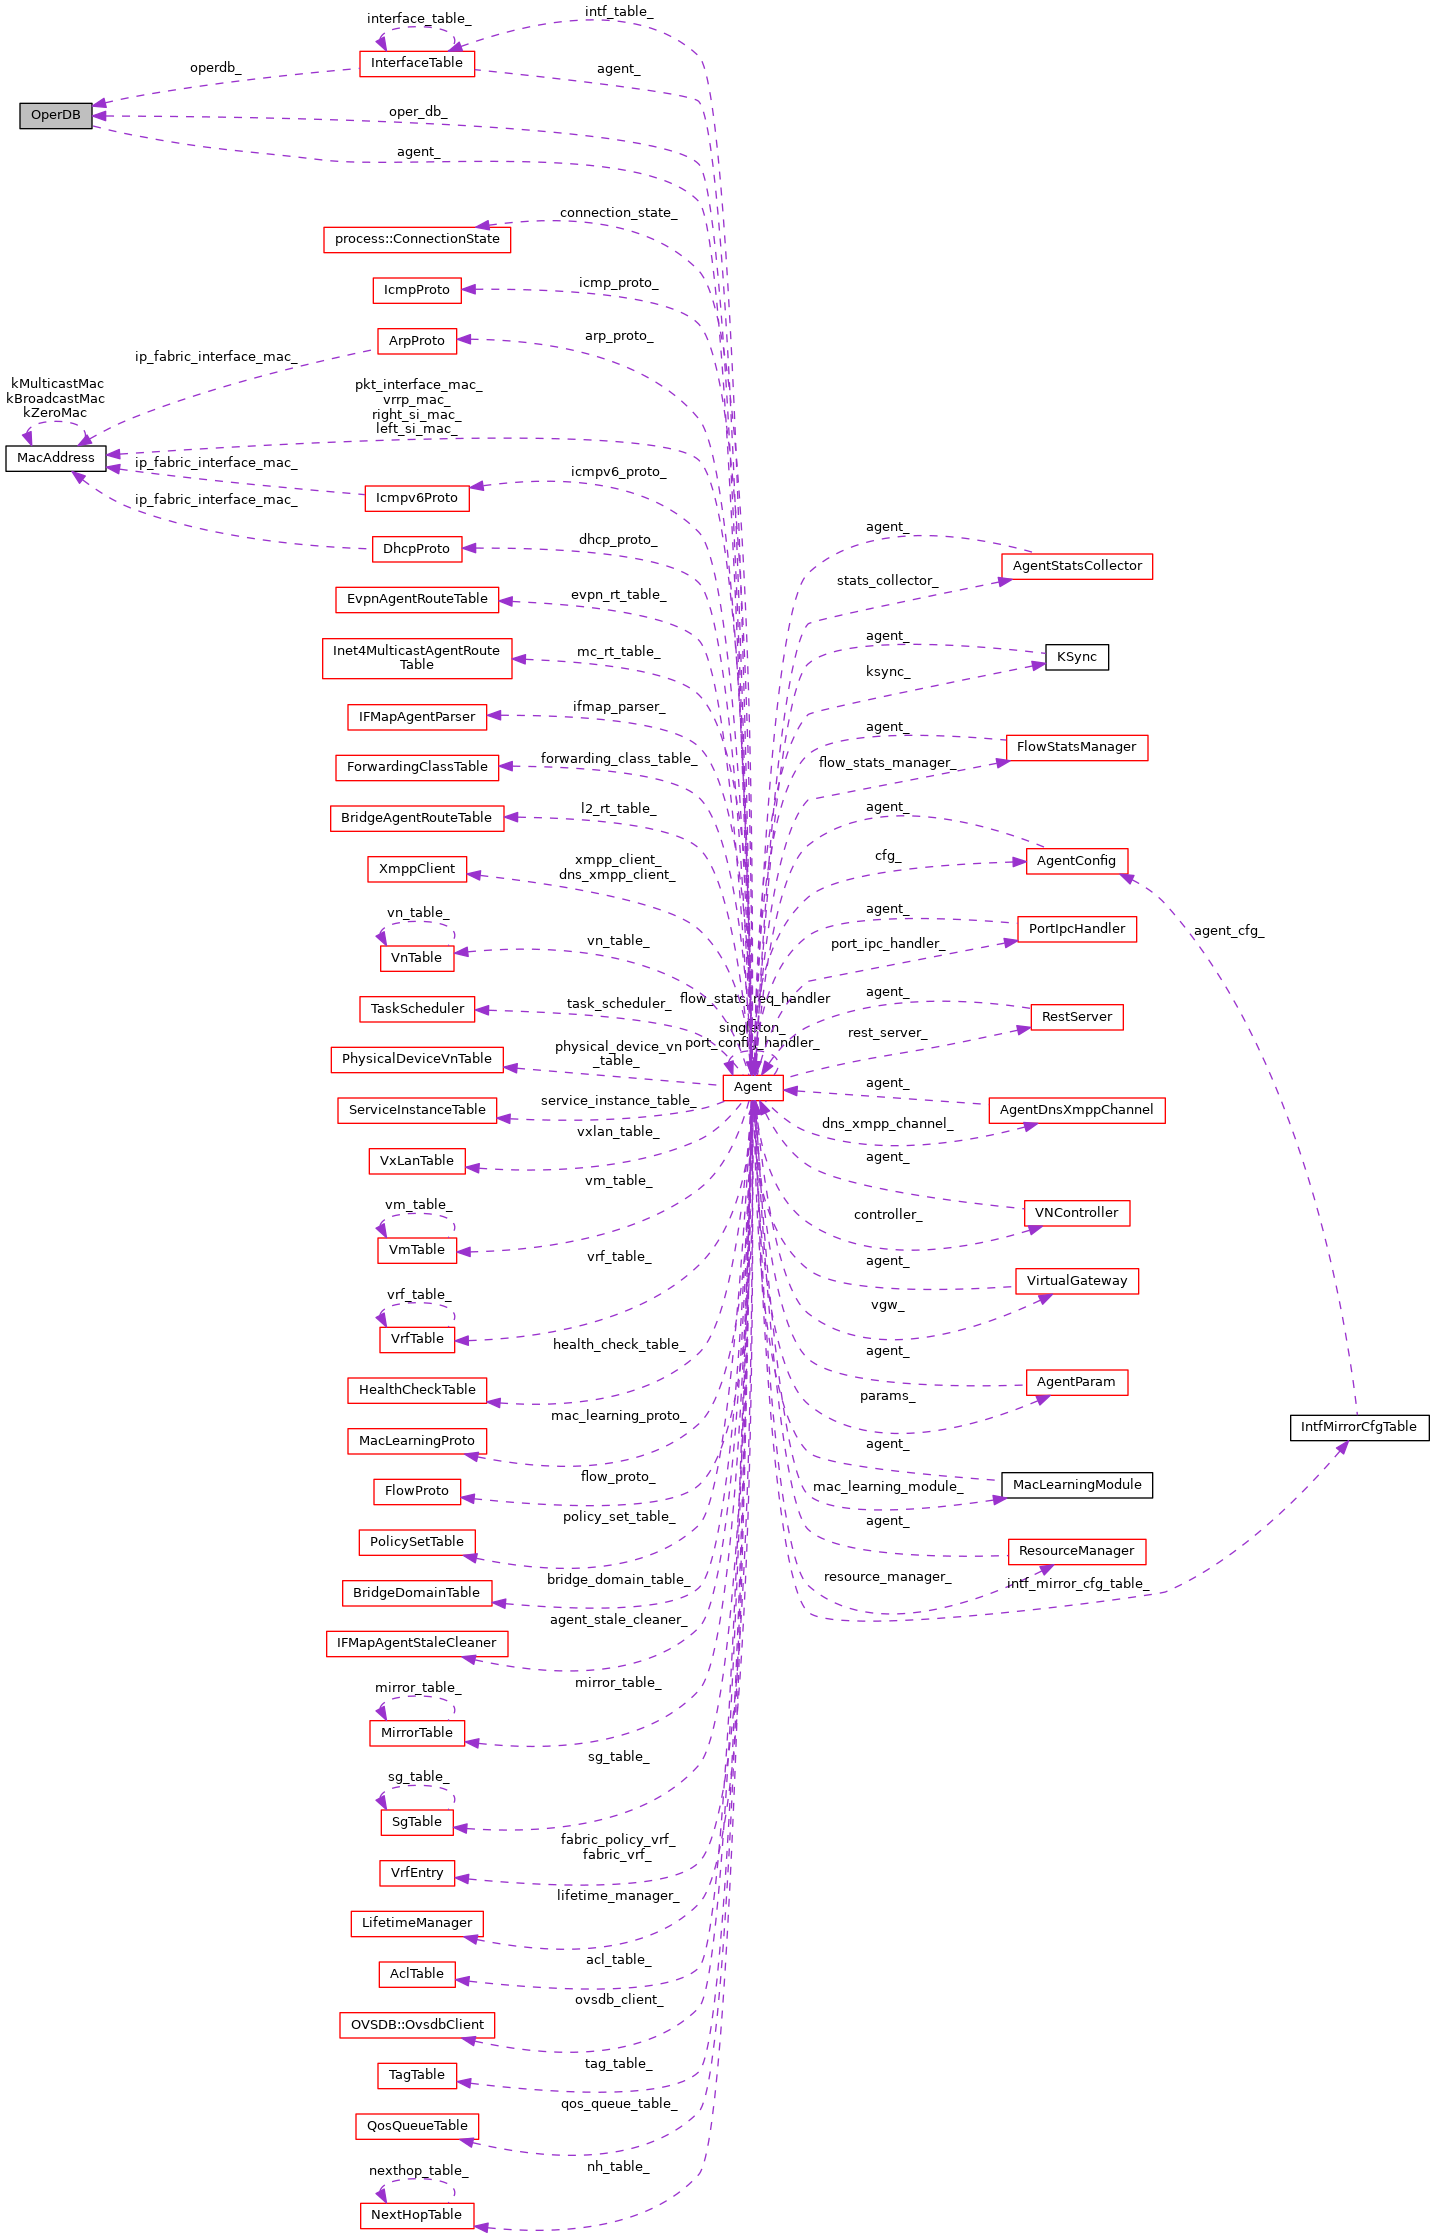 interface_table_
intf_table_
InterfaceTable
operdb_
agent_
OperDB
oper_db_
agent_
connection_state_
process::ConnectionState
icmp_proto_
IcmpProto
arp_proto_
ArpProto
ip_fabric_interface_mac_
kMulticastMac
kBroadcastMac
kZeroMac
pkt_interface_mac_
vrrp_mac_
right_si_mac_
left_si_mac_
MacAddress
ip_fabric_interface_mac_
icmpv6_proto_
Icmpv6Proto
ip_fabric_interface_mac_
dhcp_proto_
DhcpProto
evpn_rt_table_
EvpnAgentRouteTable
mc_rt_table_
Inet4MulticastAgentRoute
Table
ifmap_parser_
IFMapAgentParser
forwarding_class_table_
ForwardingClassTable
l2_rt_table_
BridgeAgentRouteTable
xmpp_client_
dns_xmpp_client_
XmppClient
vn_table_
vn_table_
VnTable
task_scheduler_
TaskScheduler
physical_device_vn
_table_
PhysicalDeviceVnTable
service_instance_table_
ServiceInstanceTable
vxlan_table_
VxLanTable
vm_table_
vm_table_
VmTable
vrf_table_
vrf_table_
VrfTable
health_check_table_
HealthCheckTable
mac_learning_proto_
MacLearningProto
flow_proto_
FlowProto
policy_set_table_
PolicySetTable
bridge_domain_table_
BridgeDomainTable
agent_stale_cleaner_
IFMapAgentStaleCleaner
mirror_table_
mirror_table_
MirrorTable
sg_table_
sg_table_
SgTable
fabric_policy_vrf_
fabric_vrf_
VrfEntry
lifetime_manager_
LifetimeManager
acl_table_
AclTable
ovsdb_client_
OVSDB::OvsdbClient
tag_table_
TagTable
qos_queue_table_
QosQueueTable
nh_table_
nexthop_table_
NextHopTable
flow_stats_req_handler
_
singleton_
port_config_handler_
Agent
agent_
AgentStatsCollector
stats_collector_
agent_
KSync
ksync_
agent_
FlowStatsManager
flow_stats_manager_
agent_
cfg_
AgentConfig
agent_
PortIpcHandler
port_ipc_handler_
agent_cfg_
agent_
RestServer
rest_server_
agent_
AgentDnsXmppChannel
dns_xmpp_channel_
agent_
VNController
controller_
agent_
VirtualGateway
vgw_
agent_
AgentParam
params_
IntfMirrorCfgTable
agent_
MacLearningModule
mac_learning_module_
agent_
ResourceManager
resource_manager_
intf_mirror_cfg_table_